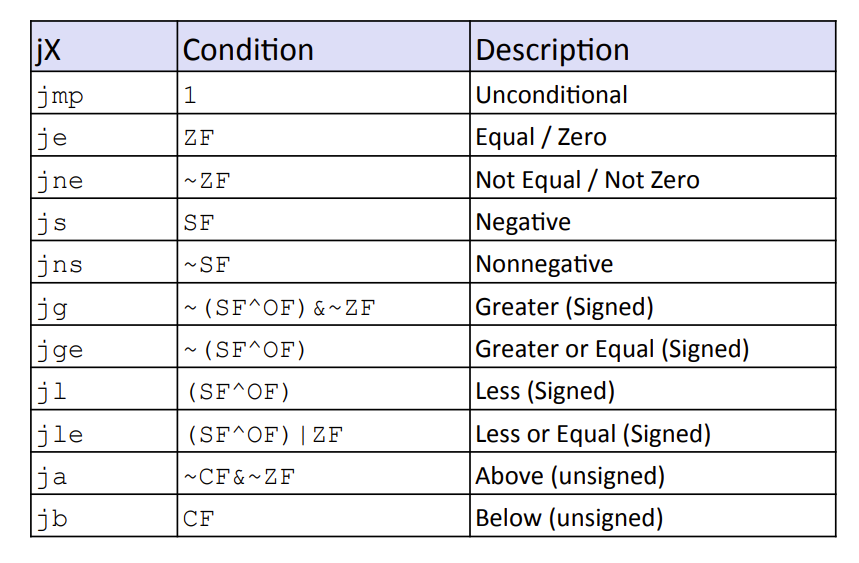 jX Condition Description
jmp 1 Unconditional
je ZF Equal / Zero
jne ~ZF Not Equal / Not Zero
js SF Negative
jns ~SF Nonnegative
jg ~(SF^OF)&~ZF Greater (Signed)
jge ~(SF^OF) Greater or Equal (Signed)
jl (SF^OF) Less (Signed)
jle (SF^OF)|ZF Less or Equal (Signed)
ja ~CF&~ZF Above (unsigned)
jb CF Below (unsigned)